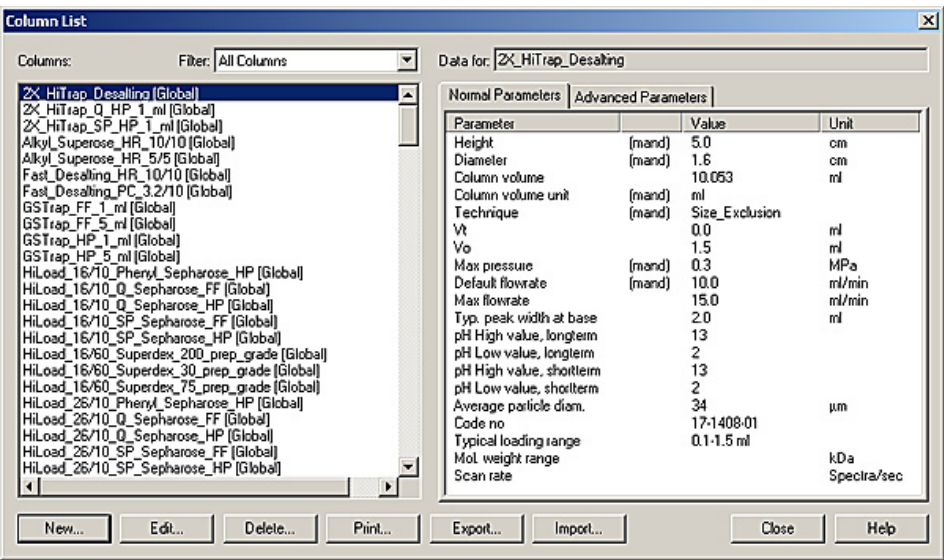 Column List
Columns: Filter: All Columns
2X_HiTrap_Desalting (Global)
2X_HiTrap_Q_HP_1_ml (Global)
2X_HiTrap_SP_HP_1_ml (Global)
Alkyl_Superose_HR_10/10 (Global)
Alkyl_Superose_HR_5/5 (Global)
Fast_Desalting_HR_10/10 (Global)
Fast_Desalting_PC_3.2/10 (Global)
GSTrap_FF_1_ml (Global)
GSTrap_FF_5_ml (Global)
GSTrap_HP_1_ml (Global)
GSTrap_HP_5_ml (Global)
HiLoad_16/10_Phenyl_Sepharose_HP (Global)
HiLoad_16/10_Q_Sepharose_FF (Global)
HiLoad_16/10_Q_Sepharose_HP (Global)
HiLoad_16/10_SP_Sepharose_FF (Global)
HiLoad_16/10_SP_Sepharose_HP (Global)
HiLoad_16/60_Superdex_200_prep_grade (Global)
HiLoad_16/60_Superdex_30_prep_grade (Global)
HiLoad_16/60_Superdex_75_prep_grade (Global)
HiLoad_26/10_Phenyl_Sepharose_HP (Global)
HiLoad_26/10_Q_Sepharose_FF (Global)
HiLoad_26/10_Q_Sepharose_HP (Global)
HiLoad_26/10_SP_Sepharose_FF (Global)
HiLoad_26/10_SP_Sepharose_HP (Global)
Data for: 2X_HiTrap_Desalting
Normal Parameters Advanced Parameters
Parameter Value Unit
Height (mand) 5.0 cm
Diameter (mand) 1.6 cm
Column volume 10.053 ml
Column volume unit (mand) ml
Technique (mand) Size_Exclusion
Vt 0.0 ml
Vo 1.5 ml
Max pressure (mand) 0.3 MPa
Default flowrate (mand) 10.0 ml/min
Max flowrate 15.0 ml/min
Typ. peak width at base 2.0 ml
pH High value, longterm 13
pH Low value, longterm 2
pH High value, shortterm 13
pH Low value, shortterm 2
Average particle diam. 34 µm
Code no 17-1408-01
Typical loading range 0.1-1.5 ml
Mol. weight range kDa
Scan rate Spectra/sec
New... Edit... Delete... Print... Export... Import... Close Help